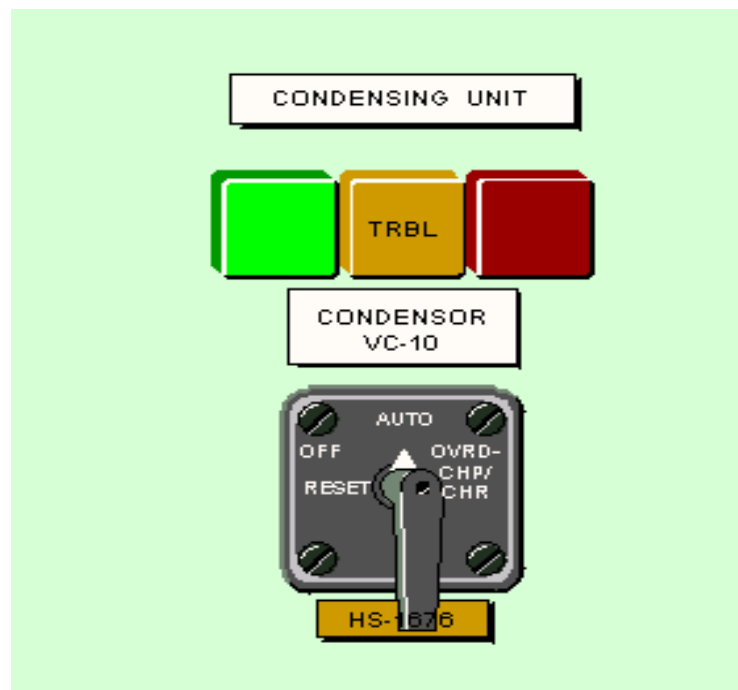 CONDENSING UNIT
TRBL
CONDENSOR
VC-10
AUTO
OFF
OVRD-
CHP/
CHR
RESET
HS-1676